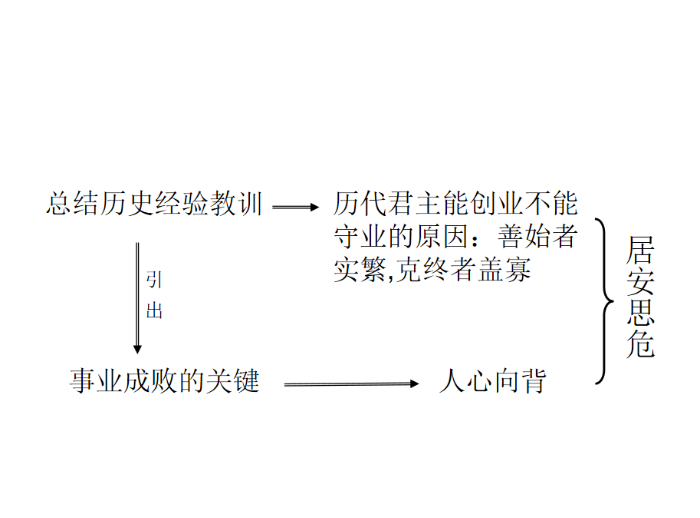 总结历史经验教训
历代君主能创业不能
守业的原因：善始者
实繁,克终者盖寡
引
出
事业成败的关键
人心向背
居
安
思
危